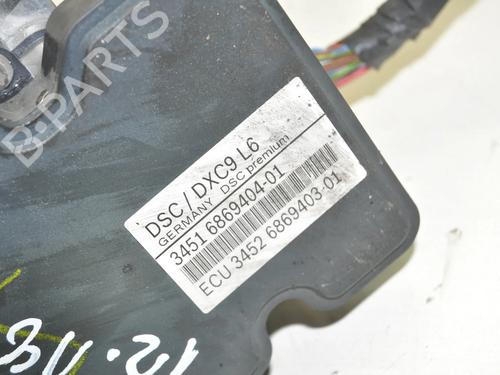 B-PARTS
DSC / DXC9 L6
GERMANY DSC premium
3451 6869404-01
ECU 3452 6869403-01